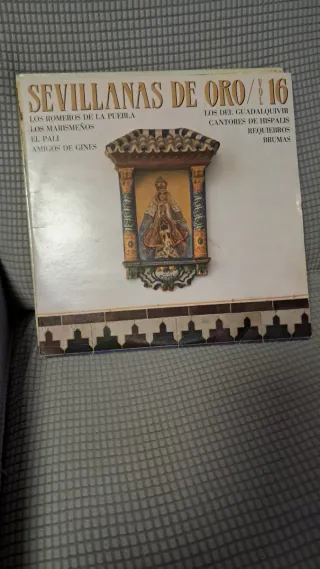 SEVILLANAS DE ORO / VOL 16
LOS ROMEROS DE LA PUEBLA
LOS MARISMEÑOS
EL PALI
AMIGOS DE GINES
LOS DEL GUADALQUIVIR
CANTORES DE HISPALIS
REQUIEBROS
BRUMAS